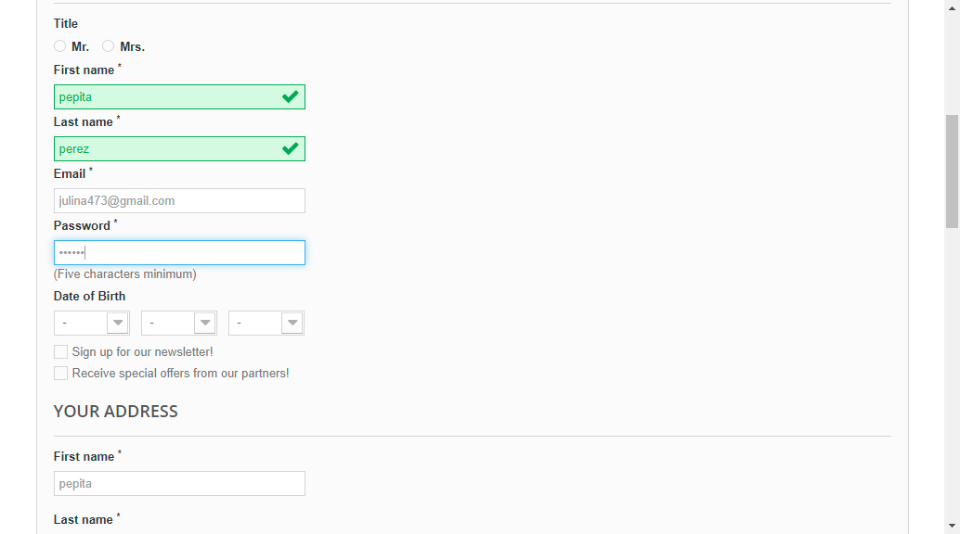 Title
Mr. Mrs.
First name *
pepita
Last name *
perez
Email *
julina473@gmail.com
Password *
••••••
(Five characters minimum)
Date of Birth
- - -
Sign up for our newsletter!
Receive special offers from our partners!
YOUR ADDRESS
First name *
pepita
Last name *